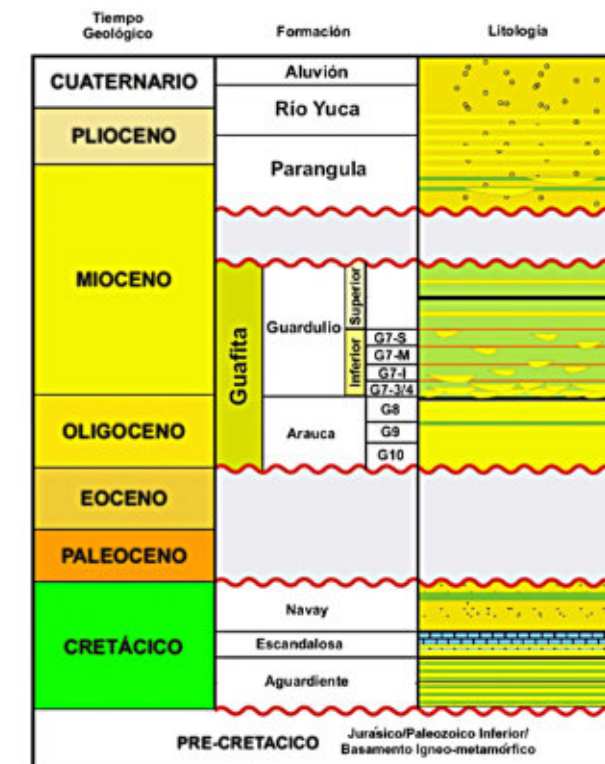 Tiempo
Geológico
Formación
Litología
CUATERNARIO
Aluvión
Río Yuca
PLIOCENO
Parangula
MIOCENO
Guafita
Guardulio
Superior
Inferior
G7-S
G7-M
G7-I
G7-3/4
OLIGOCENO
Arauca
G8
G9
G10
EOCENO
PALEOCENO
CRETÁCICO
Navay
Escandalosa
Aguardiente
PRE-CRETACICO
Jurásico/Paleozoico Inferior/
Basamento Igneo-metamórfico